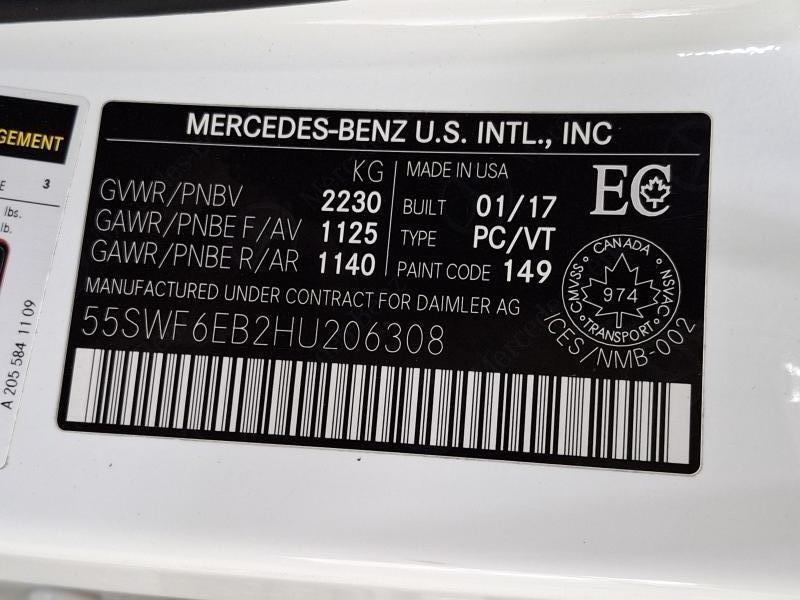 GEMENT
E 3
lbs.
lb.
A 205 584 11 09
MERCEDES-BENZ U.S. INTL., INC
KG
GVWR/PNBV 2230
GAWR/PNBE F/AV 1125
GAWR/PNBE R/AR 1140
MADE IN USA
BUILT 01/17
TYPE PC/VT
PAINT CODE 149
EC
MANUFACTURED UNDER CONTRACT FOR DAIMLER AG
55SWF6EB2HU206308
CANADA
CMVSS NSVAC
974
TRANSPORT
ICES/NMB-002